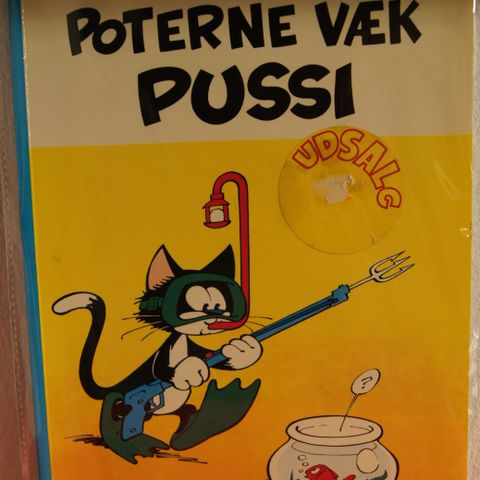 POTERNE VÆK
PUSSI
UDSALG
?